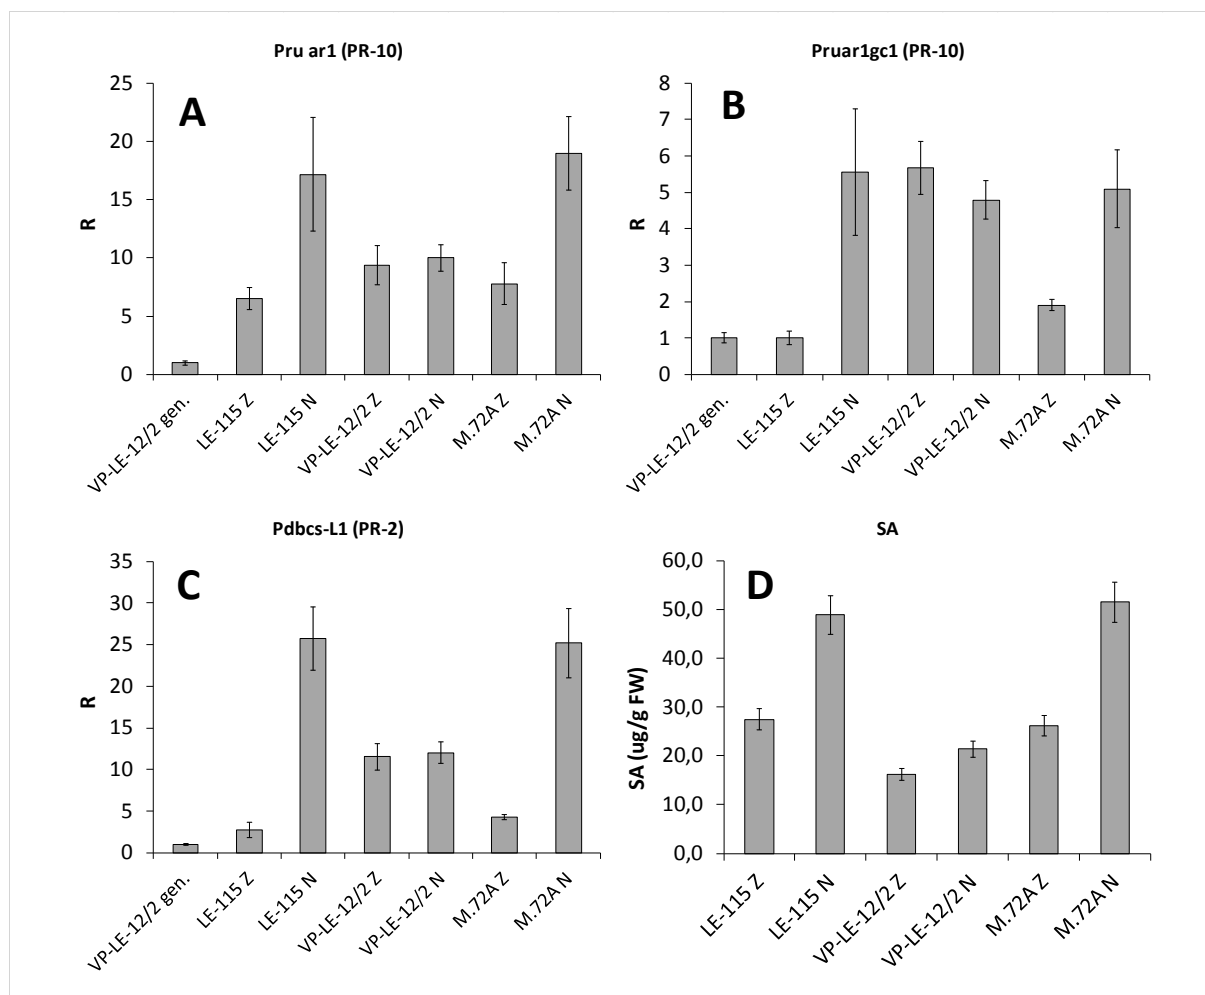 Pru ar1 (PR-10)
A
R
25
20
15
10
5
0
VP-LE-12/2 gen.
LE-115 Z
LE-115 N
VP-LE-12/2 Z
VP-LE-12/2 N
M.72A Z
M.72A N
Pruar1gc1 (PR-10)
B
R
8
7
6
5
4
3
2
1
0
VP-LE-12/2 gen.
LE-115 Z
LE-115 N
VP-LE-12/2 Z
VP-LE-12/2 N
M.72A Z
M.72A N
Pdbcs-L1 (PR-2)
C
R
35
30
25
20
15
10
5
0
VP-LE-12/2 gen.
LE-115 Z
LE-115 N
VP-LE-12/2 Z
VP-LE-12/2 N
M.72A Z
M.72A N
SA
D
SA (ug/g FW)
60,0
50,0
40,0
30,0
20,0
10,0
0,0
LE-115 Z
LE-115 N
VP-LE-12/2 Z
VP-LE-12/2 N
M.72A Z
M.72A N